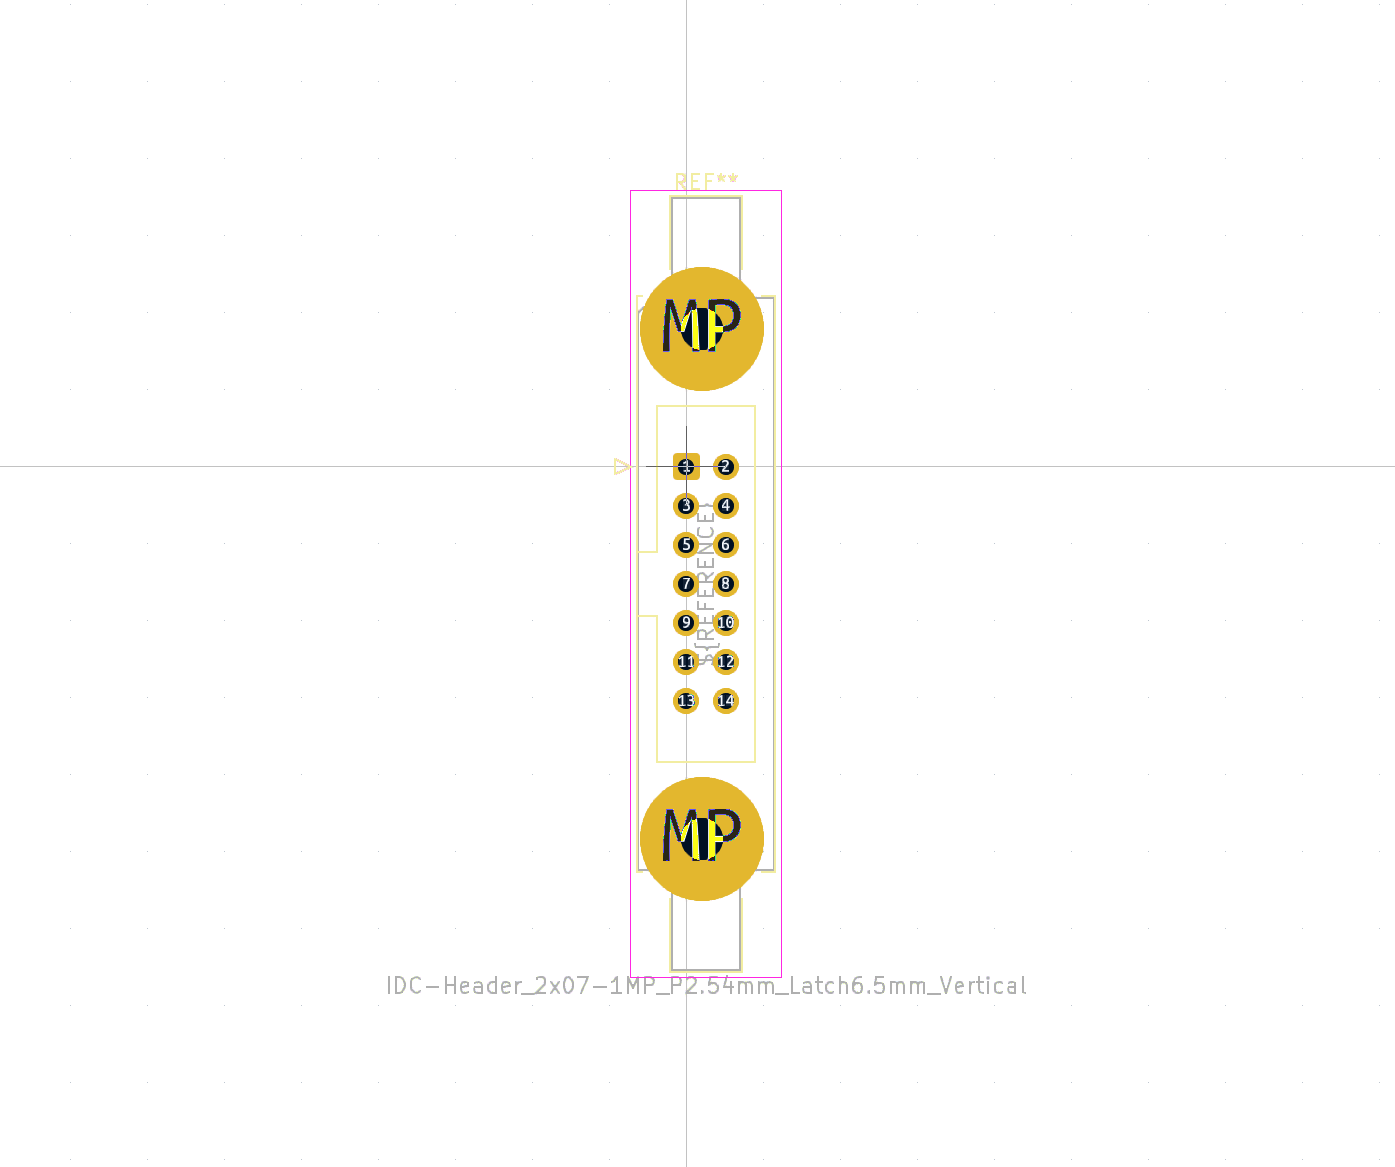 REF**
MP
1 2
3 4
5 6
7 8
9 10
11 12
13 14
${REFERENCE}
MP
IDC-Header_2x07-1MP_P2.54mm_Latch6.5mm_Vertical